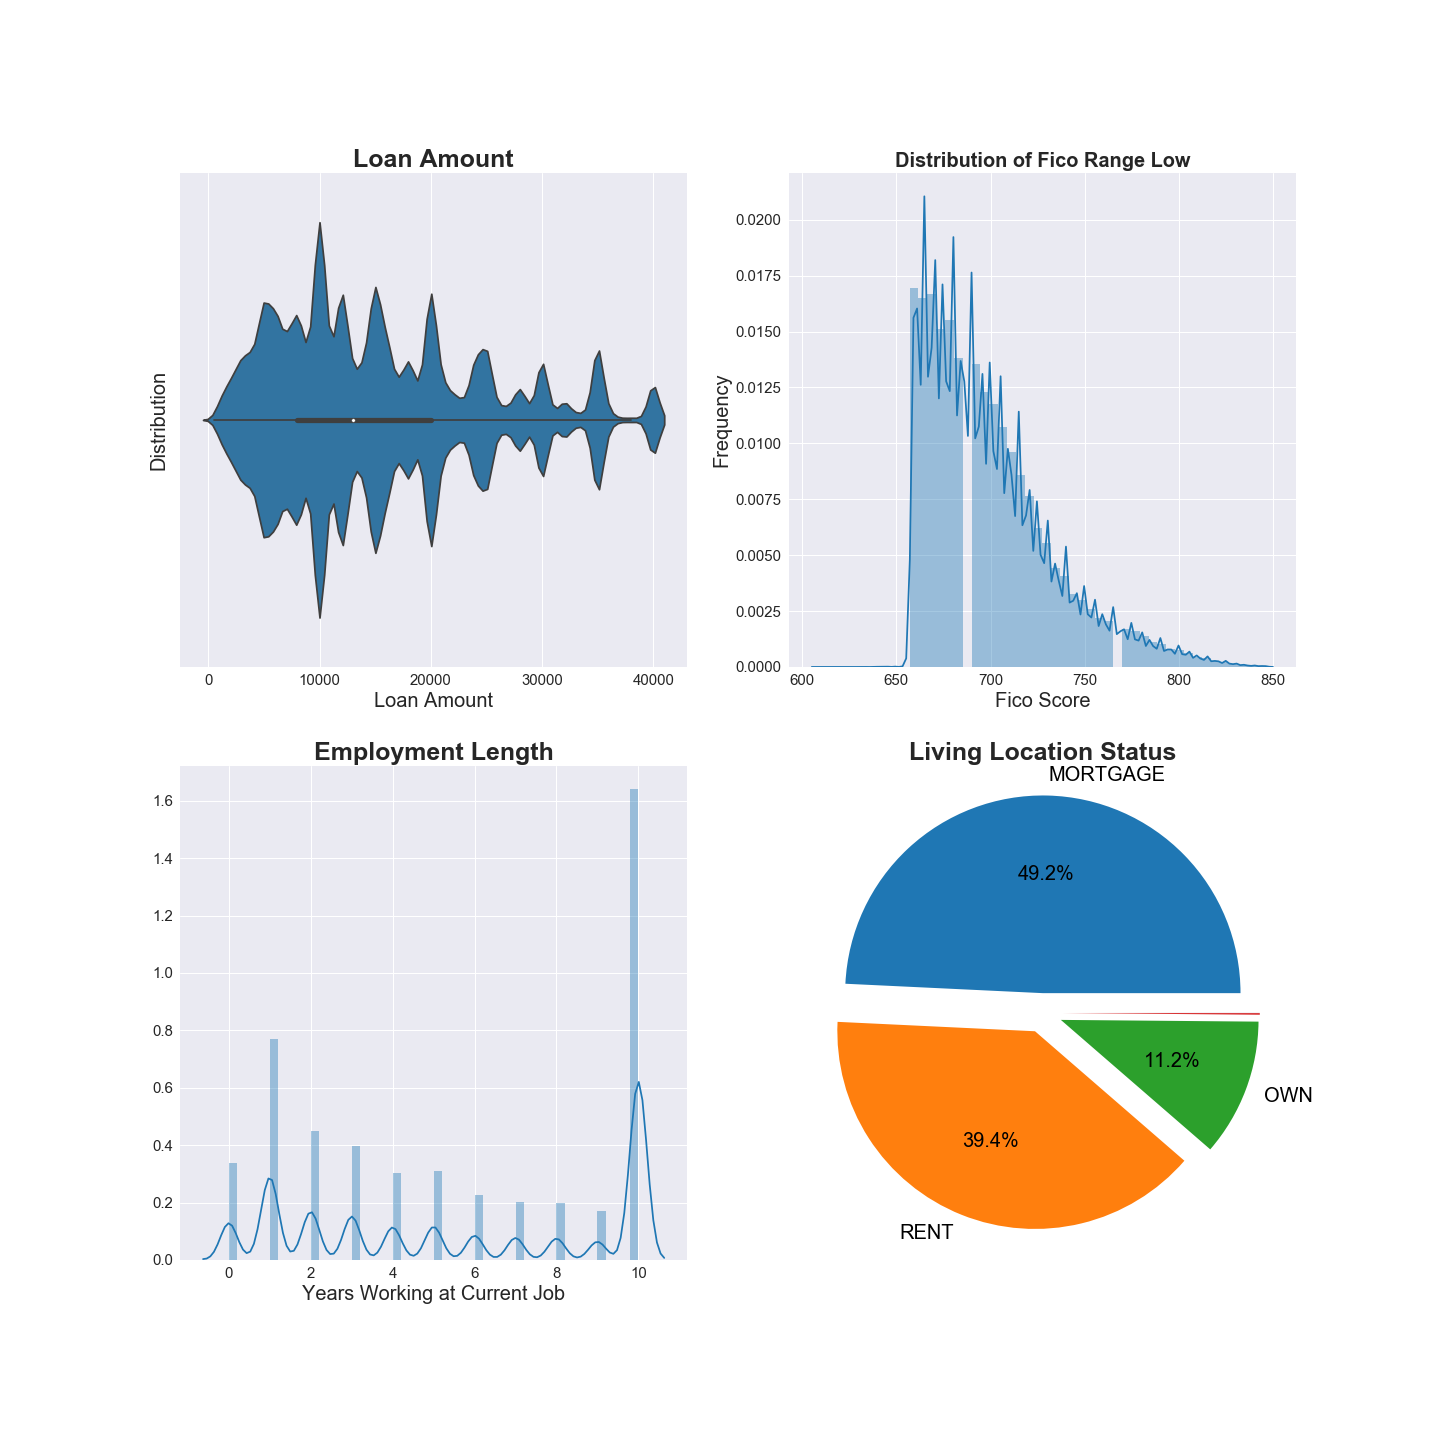 Loan Amount
Distribution
0 10000 20000 30000 40000
Loan Amount
Distribution of Fico Range Low
Frequency
0.0200
0.0175
0.0150
0.0125
0.0100
0.0075
0.0050
0.0025
0.0000
600 650 700 750 800 850
Fico Score
Employment Length
1.6
1.4
1.2
1.0
0.8
0.6
0.4
0.2
0.0
0 2 4 6 8 10
Years Working at Current Job
Living Location Status
MORTGAGE
49.2%
11.2%
OWN
39.4%
RENT